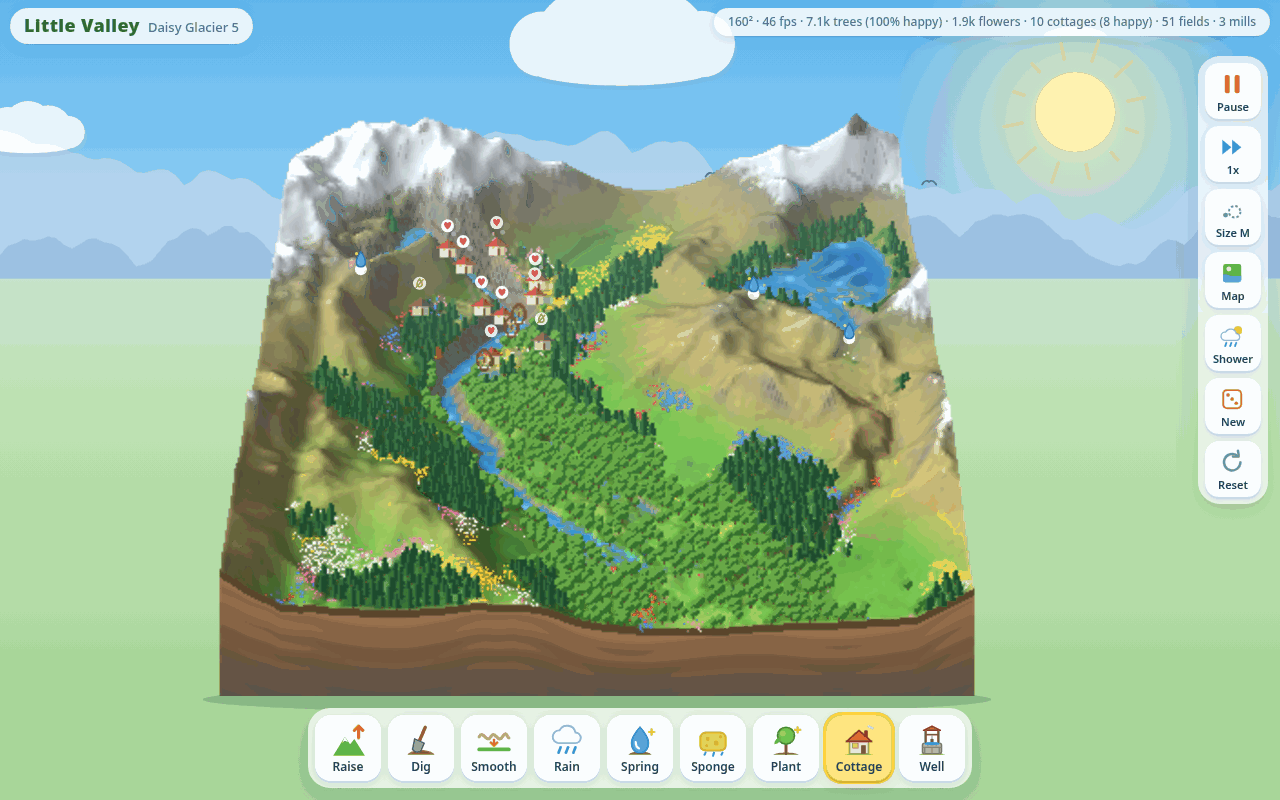 Little Valley Daisy Glacier 5
160² · 46 fps · 7.1k trees (100% happy) · 1.9k flowers · 10 cottages (8 happy) · 51 fields · 3 mills
Pause
1x
Size M
Map
Shower
New
Reset
Raise Dig Smooth Rain Spring Sponge Plant Cottage Well